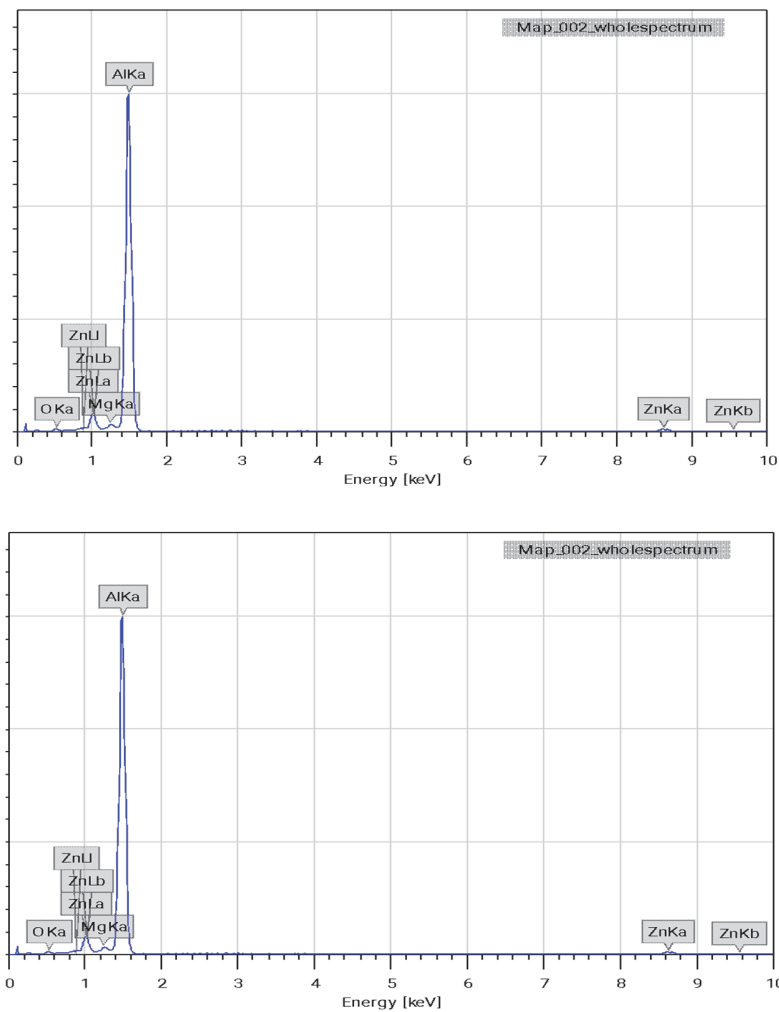 Map_002_wholespectrum
AlKa
ZnLl
ZnLb
ZnLa
O Ka
MgKa
ZnKa
ZnKb
0 1 2 3 4 5 6 7 8 9 10
Energy [keV]
Map_002_wholespectrum
AlKa
ZnLl
ZnLb
ZnLa
O Ka
MgKa
ZnKa
ZnKb
0 1 2 3 4 5 6 7 8 9
Energy [keV]